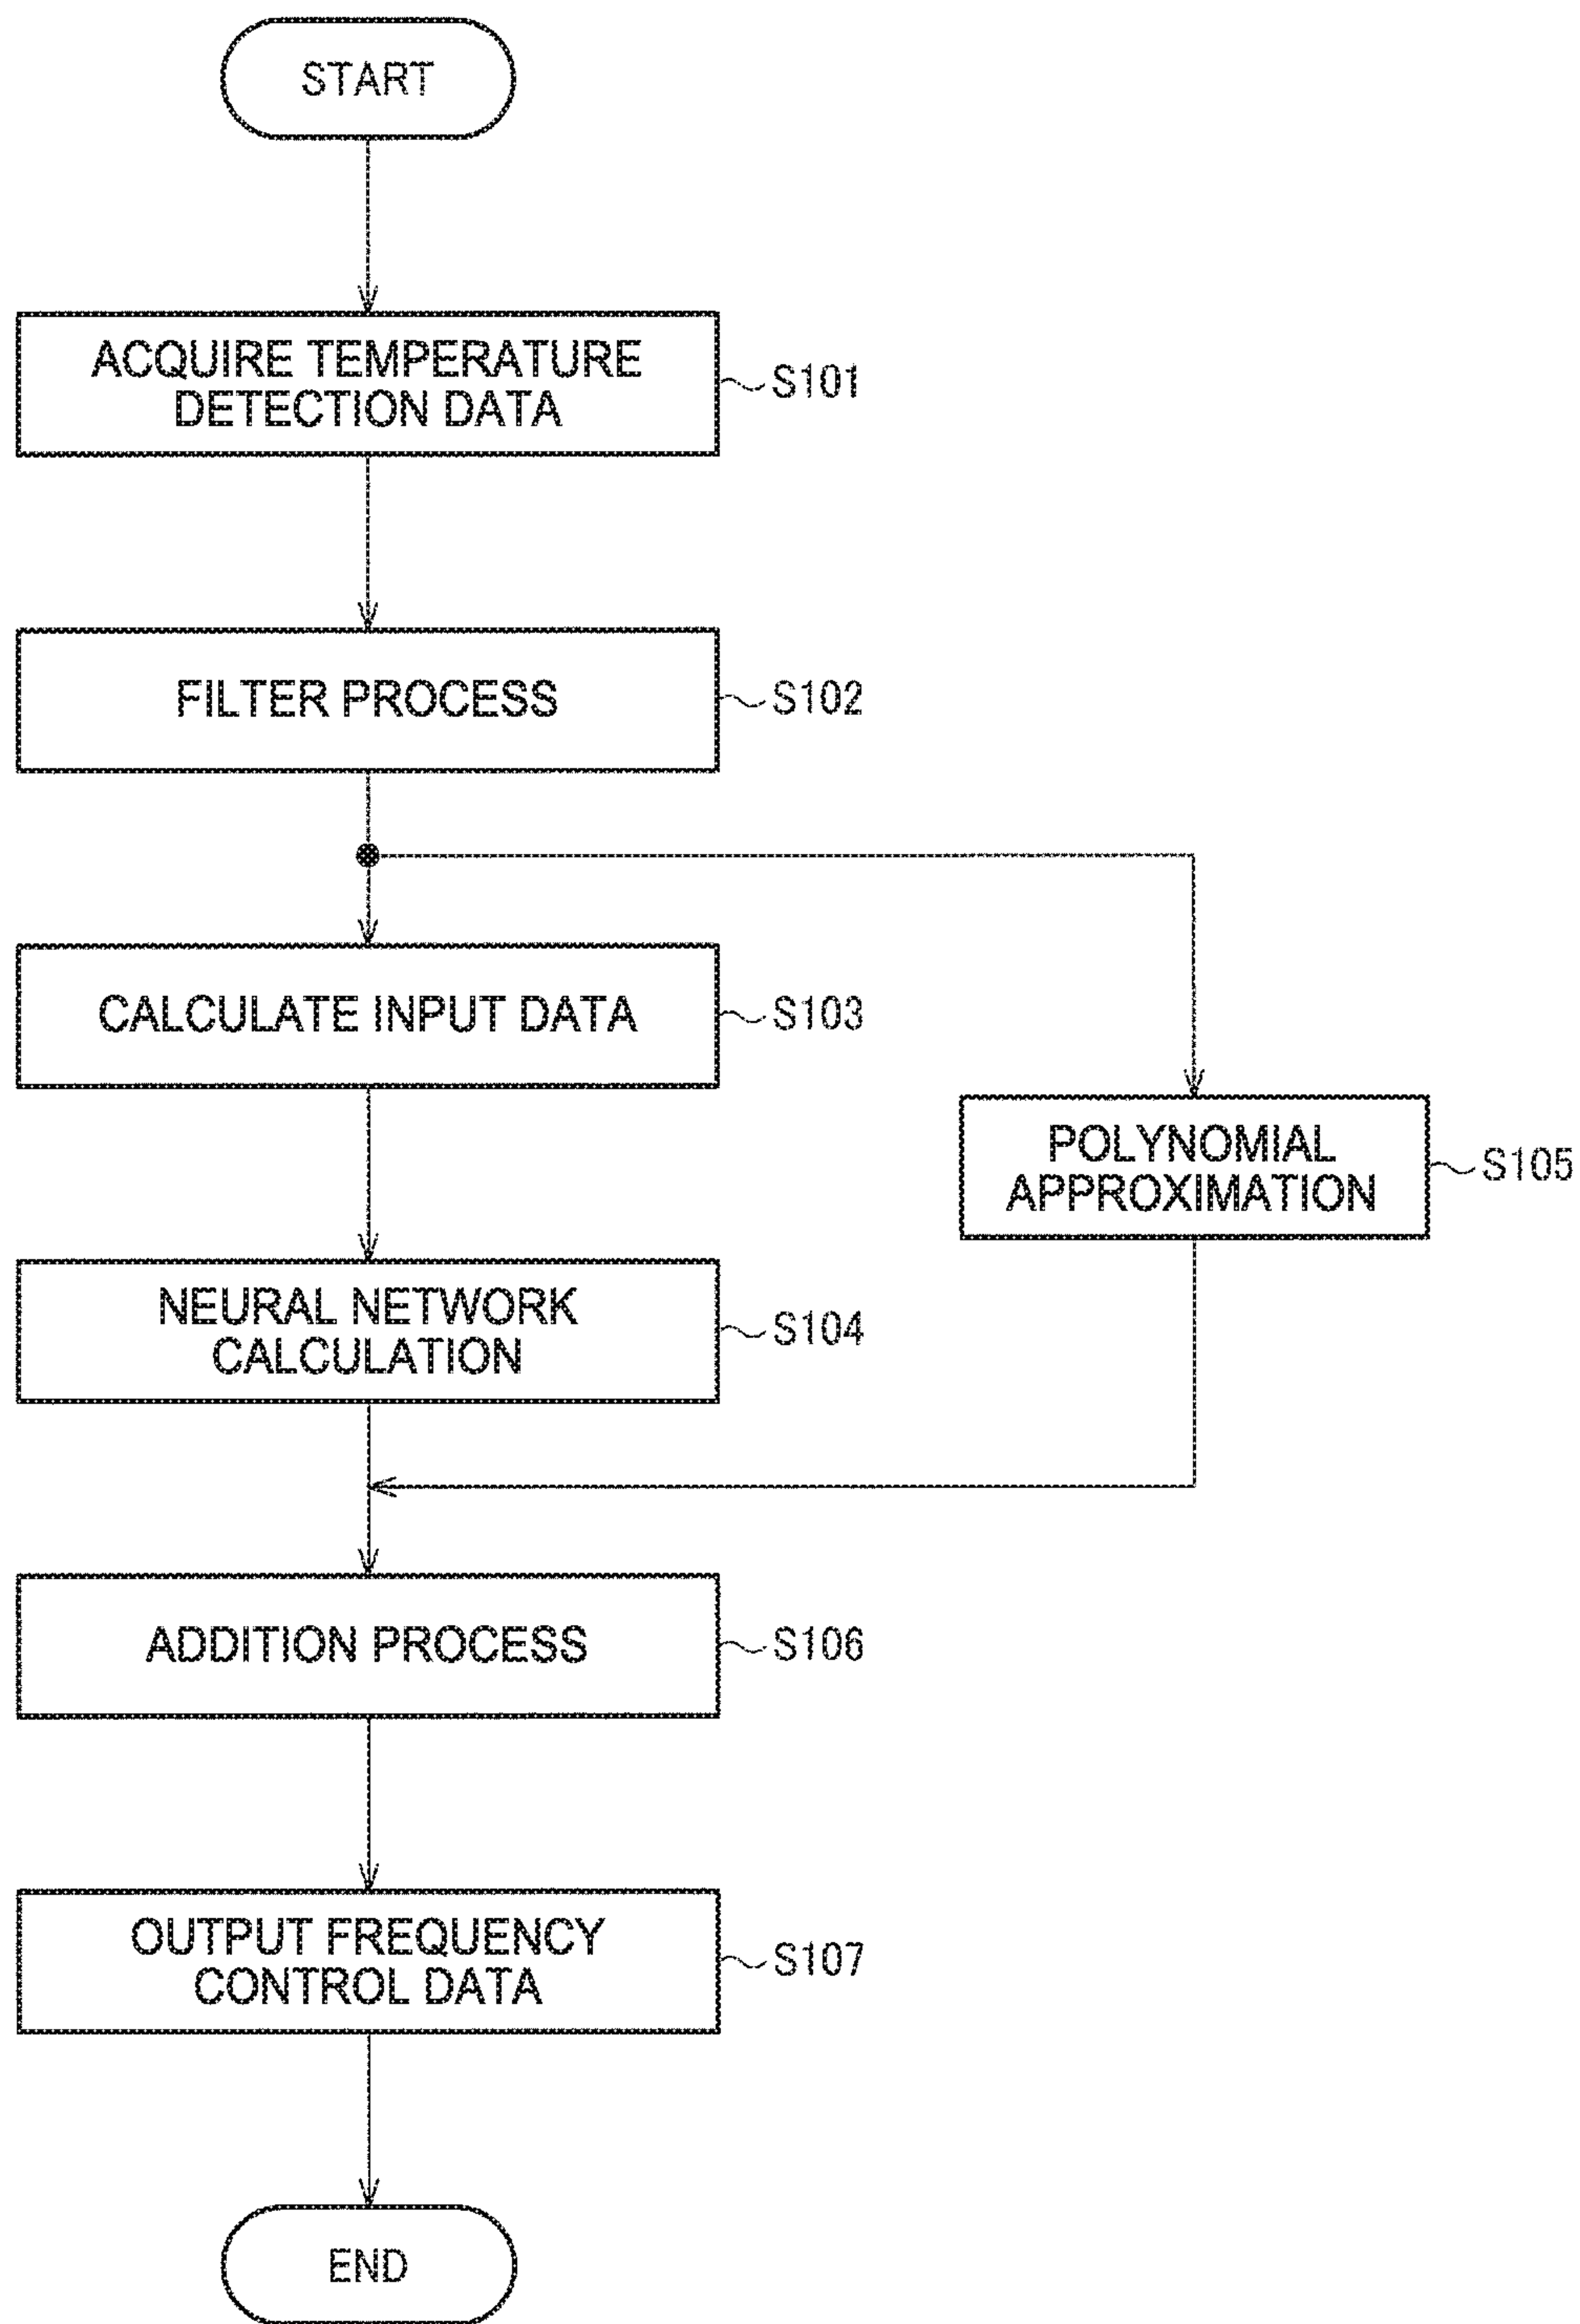 START
ACQUIRE TEMPERATURE
DETECTION DATA
S101
FILTER PROCESS
S102
CALCULATE INPUT DATA
S103
POLYNOMIAL
APPROXIMATION
S105
NEURAL NETWORK
CALCULATION
S104
ADDITION PROCESS
S106
OUTPUT FREQUENCY
CONTROL DATA
S107
END